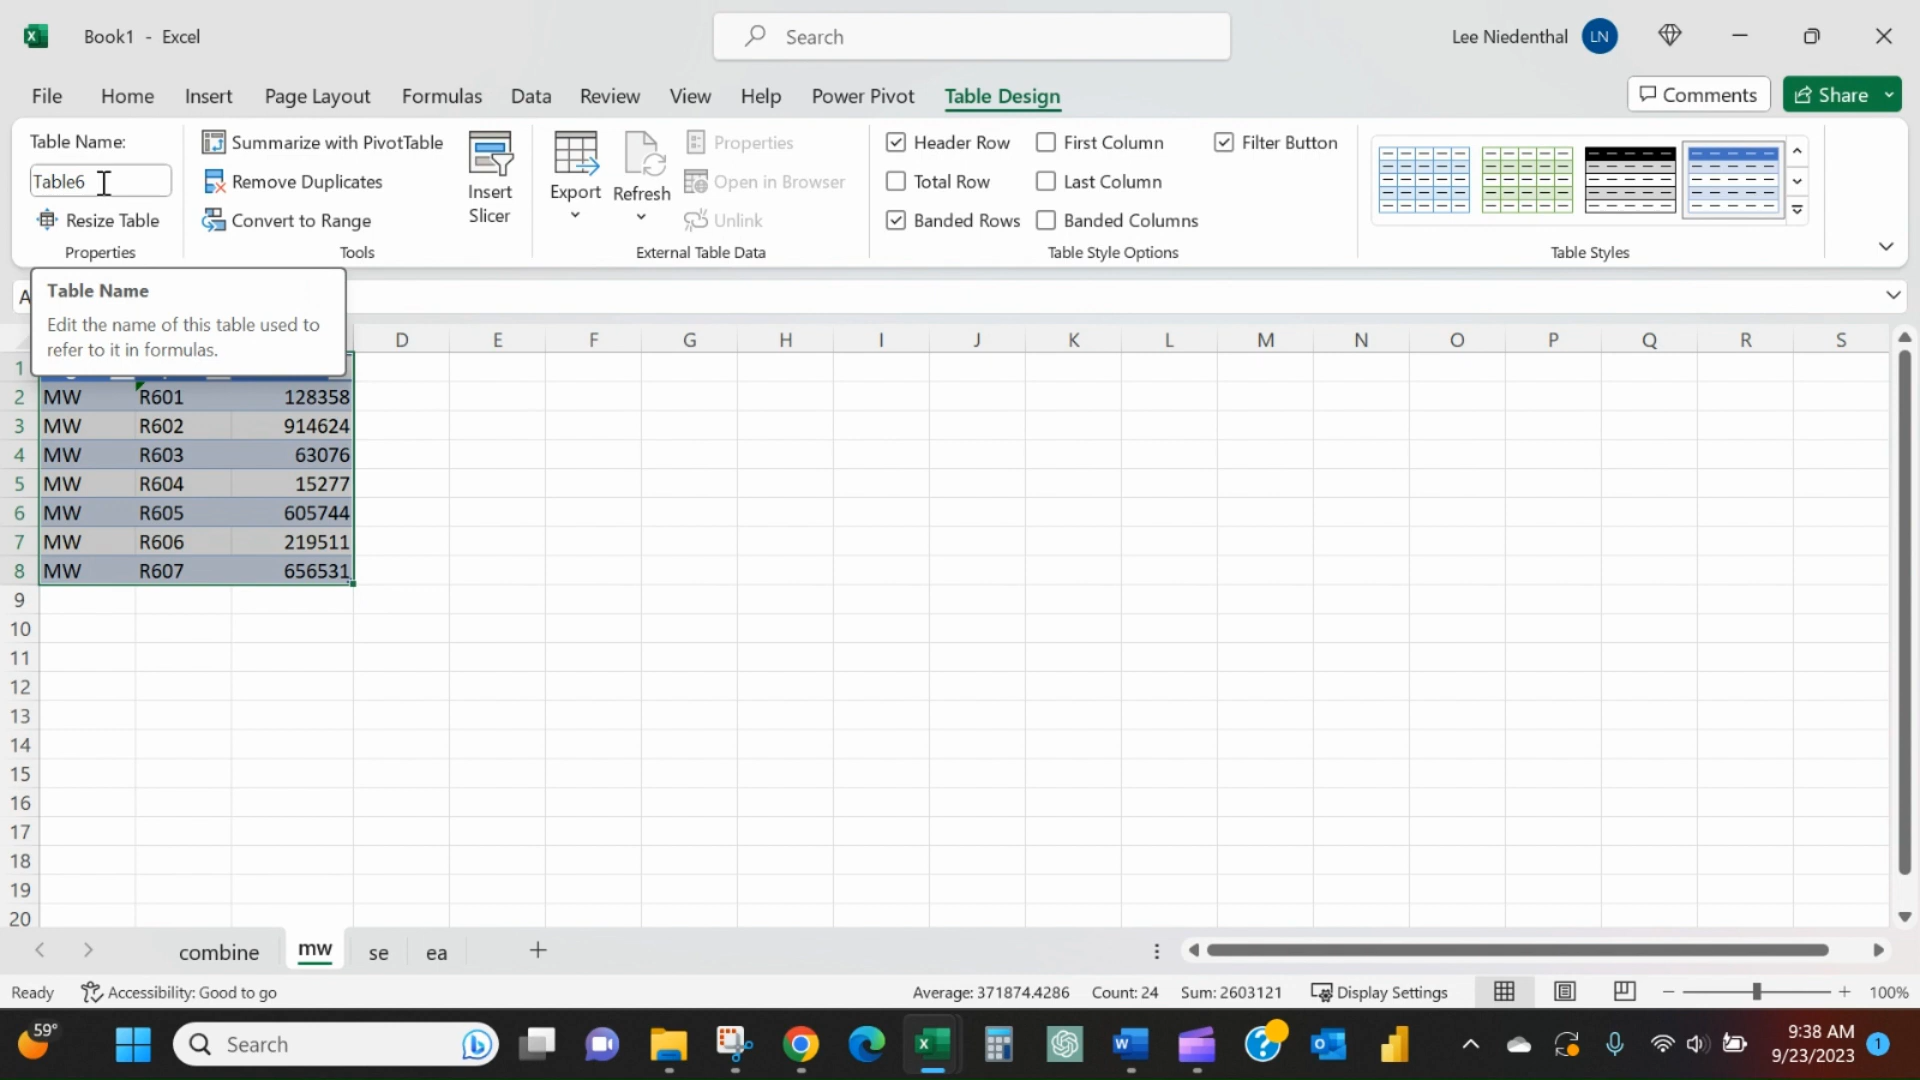 Book1 - Excel
Search
Lee Niedenthal
LN
File Home Insert Page Layout Formulas Data Review View Help Power Pivot Table Design
Comments
Share
Table Name:
Table6
Resize Table
Properties
Summarize with PivotTable
Remove Duplicates
Convert to Range
Tools
Insert
Slicer
Export
Refresh
Properties
Open in Browser
Unlink
External Table Data
Header Row
First Column
Filter Button
Total Row
Last Column
Banded Rows
Banded Columns
Table Style Options
Table Styles
Table Name
Edit the name of this table used to
refer to it in formulas.
D E F G H I J K L M N O P Q R S
1
2 MW R601 128358
3 MW R602 914624
4 MW R603 63076
5 MW R604 15277
6 MW R605 605744
7 MW R606 219511
8 MW R607 656531
9
10
11
12
13
14
15
16
17
18
19
20
combine mw se ea
Ready Accessibility: Good to go Average: 371874.4286 Count: 24 Sum: 2603121 Display Settings 100%
59°
Search
9:38 AM
9/23/2023
1